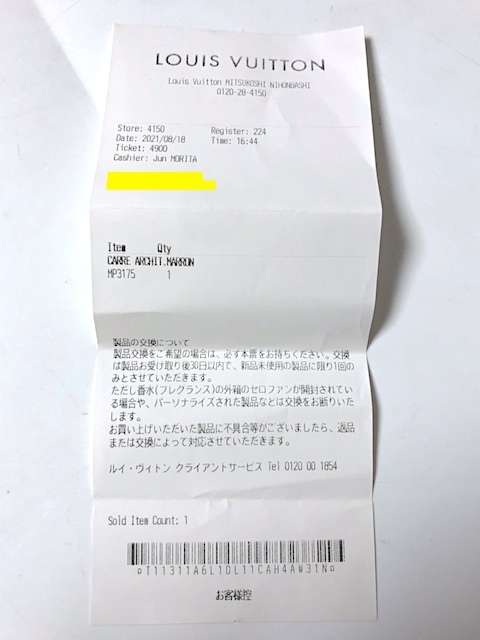 LOUIS VUITTON
Louis Vuitton MITSUKOSHI NIHONBASHI
0120-28-4150
Store: 4150 Register: 224
Date: 2021/08/18 Time: 16:44
Ticket: 4900
Cashier: Jun MORITA
Item Qty
CARRE ARCHIT.MARRON
MP3175 1
製品の交換について
製品交換をご希望の場合は、必ず本票をお持ちください。交換
は製品お受け取り後30日以内で、新品未使用の製品に限り1回の
みとさせていただきます。
ただし香水(フレグランス)の外箱のセロファンが開封されてい
る場合や、パーソナライズされた製品などは交換をお断りいた
します。
お買い上げいただいた製品に不具合等がございましたら、返品
または交換によって対応させていただきます。
ルイ・ヴィトン クライアントサービス Tel 0120 00 1854
Sold Item Count: 1
¤T11311A6L1DL11CAH4AW31N¤
お客様控